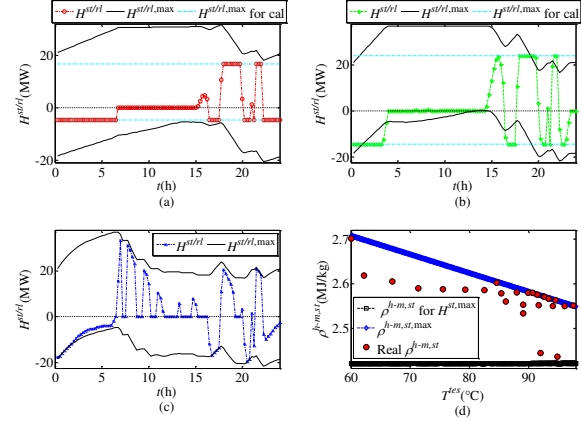 H^{st/rl} H^{st/rl,max} H^{st/rl,max} for cal
H^{st/rl}(MW)
20
0
-20
0 5 10 15 20
t(h)
(a)
H^{st/rl} H^{st/rl,max} H^{st/rl,max} for cal
H^{st/rl}(MW)
20
0
-20
0 5 10 15 20
t(h)
(b)
H^{st/rl} H^{st/rl,max}
H^{st/rl}(MW)
20
0
-20
0 5 10 15 20
t(h)
(c)
ρ^{h-m,st}(MJ/kg)
2.7
2.6
2.5
ρ^{h-m,st} for H^{st,max}
ρ^{h-m,st,max}
Real ρ^{h-m,st}
60 70 80 90
T^{tes}(°C)
(d)